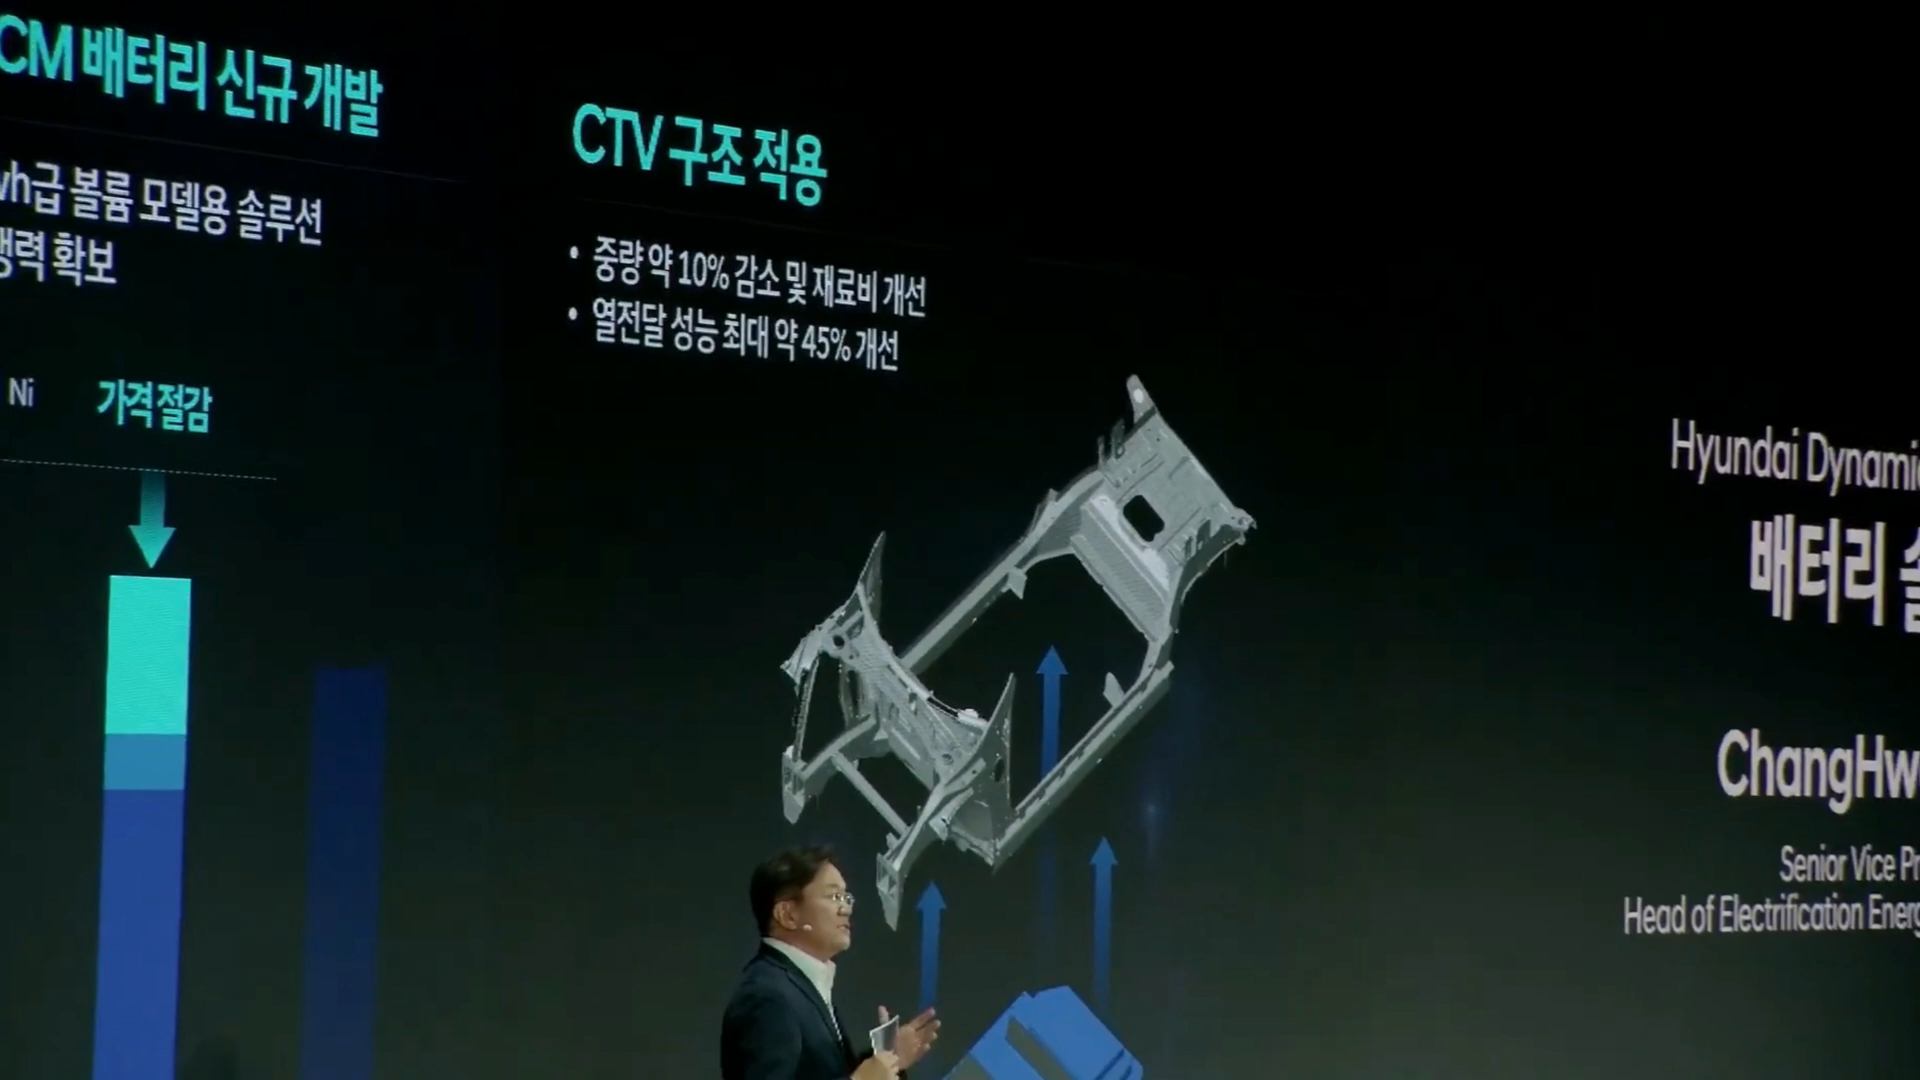 CM 배터리 신규 개발
wh급 볼륨 모델용 솔루션
쟁력 확보
Ni 가격 절감
CTV 구조 적용
• 중량 약 10% 감소 및 재료비 개선
• 열전달 성능 최대 약 45% 개선
Hyundai Dynamic
배터리
ChangHw
Senior Vice Pr
Head of Electrification Energ